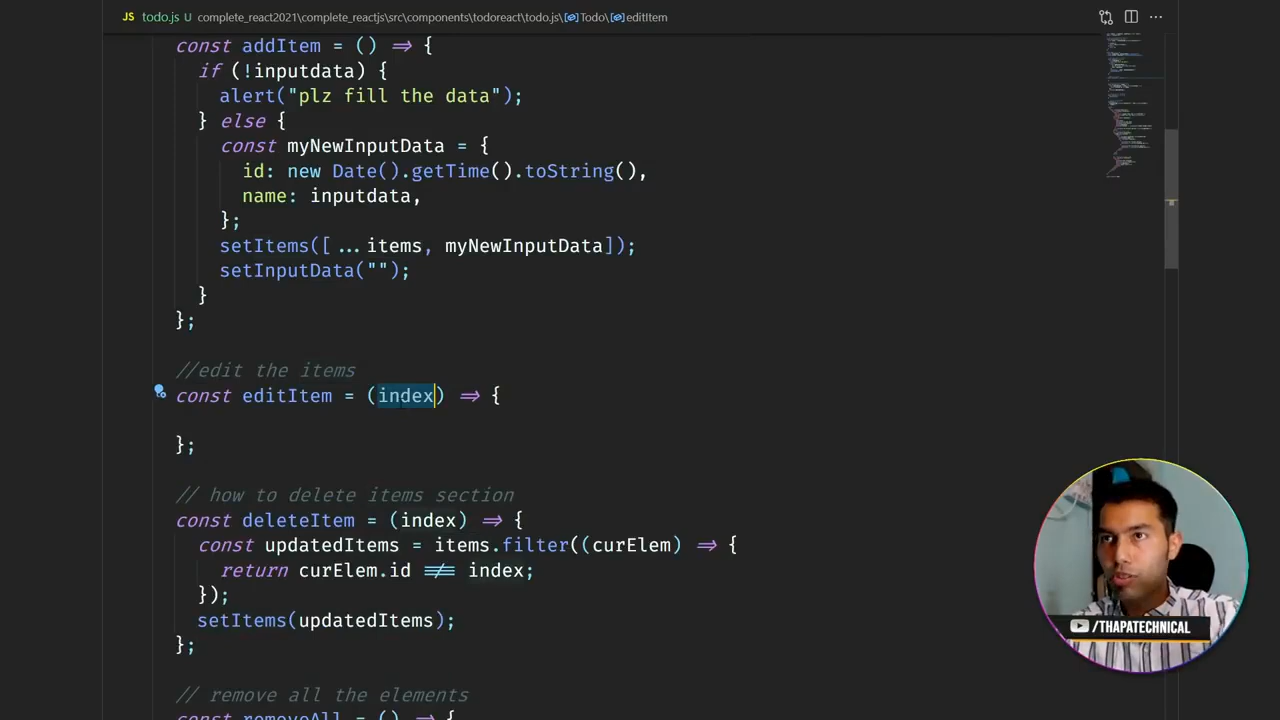 JS todo.js U complete_react2021\complete_reactjs\src\components\todoreact\todo.js\Todo\editItem
const addItem = () => {
if (!inputdata) {
alert("plz fill the data");
} else {
const myNewInputData = {
id: new Date().getTime().toString(),
name: inputdata,
};
setItems([...items, myNewInputData]);
setInputData("");
}
};
//edit the items
const editItem = (index) => {
};
// how to delete items section
const deleteItem = (index) => {
const updatedItems = items.filter((curElem) => {
return curElem.id !== index;
});
setItems(updatedItems);
};
// remove all the elements
const removeAll = () => {
/THAPATECHNICAL